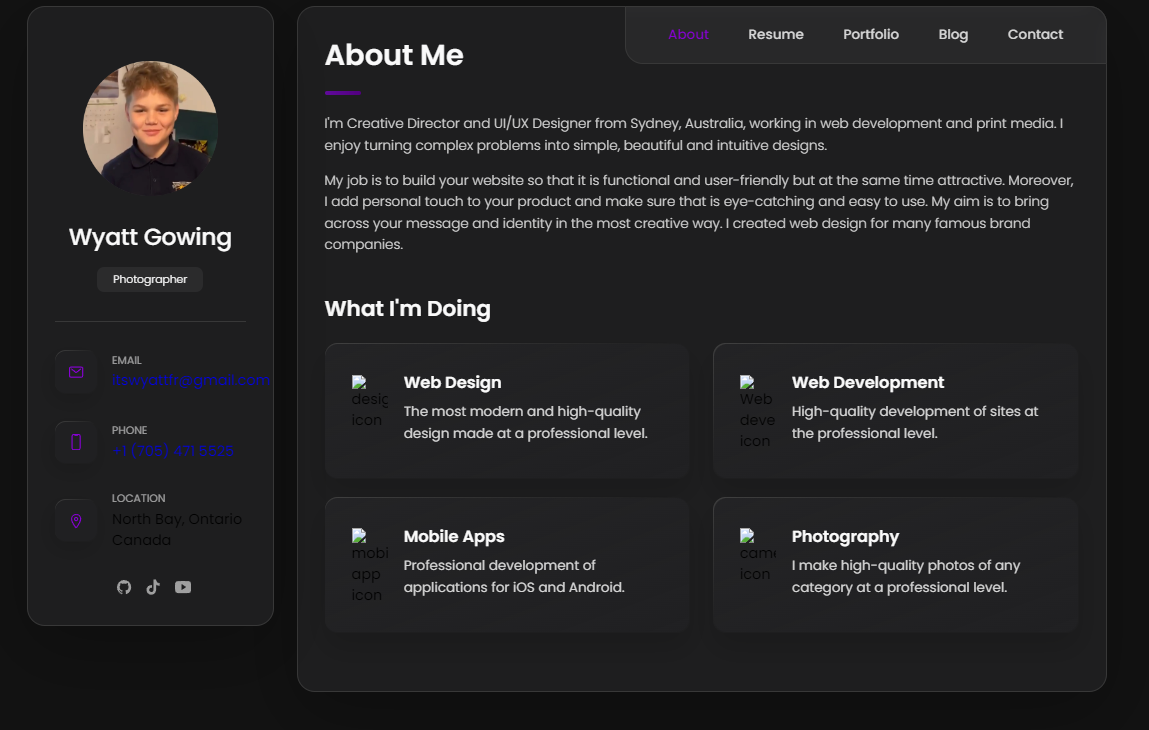 Wyatt Gowing
Photographer
EMAIL
PHONE
LOCATION
North Bay, Ontario
Canada
About
Resume
Portfolio
Blog
Contact
About Me
I'm Creative Director and UI/UX Designer from Sydney, Australia, working in web development and print media. I
enjoy turning complex problems into simple, beautiful and intuitive designs.
My job is to build your website so that it is functional and user-friendly but at the same time attractive. Moreover,
I add personal touch to your product and make sure that is eye-catching and easy to use. My aim is to bring
across your message and identity in the most creative way. I created web design for many famous brand
companies.
What I'm Doing
desig
icon
Web Design
The most modern and high-quality
design made at a professional level.
Web
deve
icon
Web Development
High-quality development of sites at
the professional level.
mobi
app
icon
Mobile Apps
Professional development of
applications for iOS and Android.
came
icon
Photography
I make high-quality photos of any
category at a professional level.